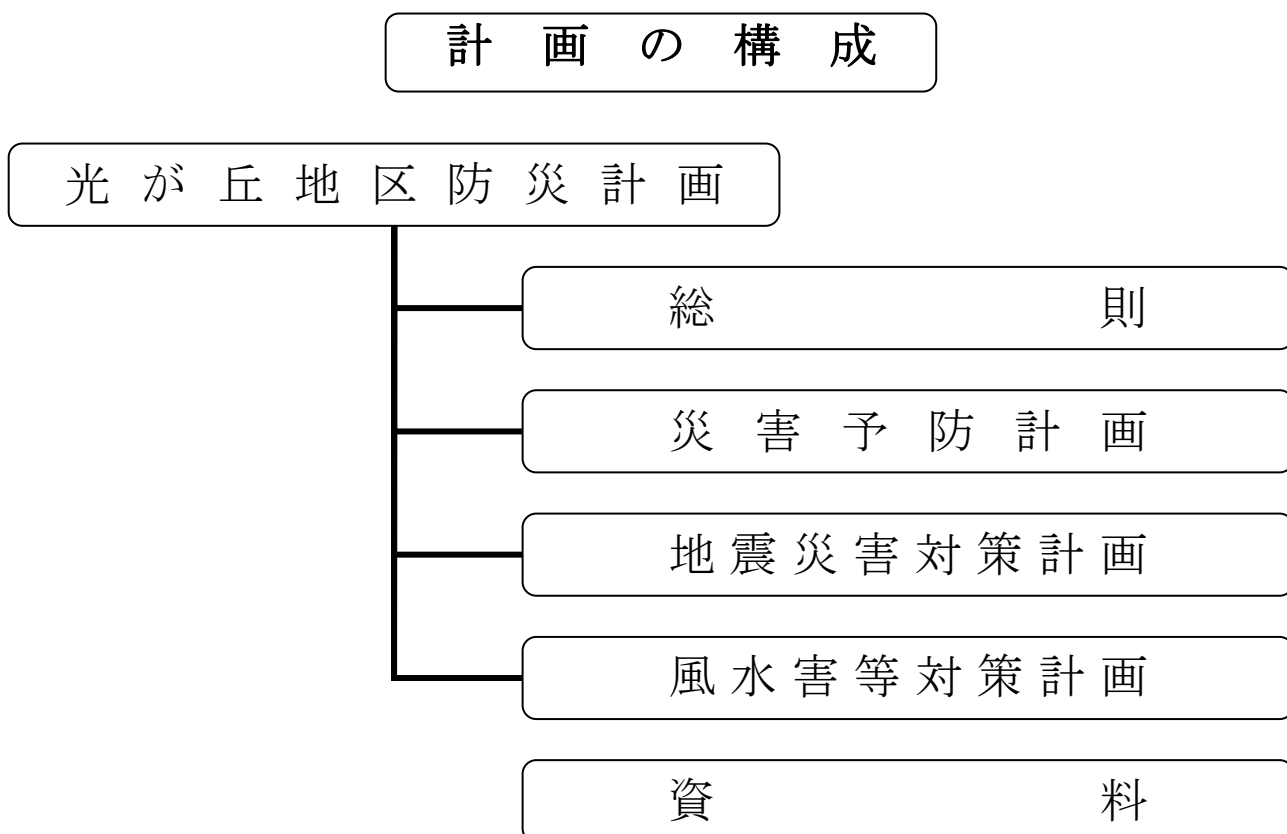 計画の構成
光が丘地区防災計画
総則
災害予防計画
地震災害対策計画
風水害等対策計画
資料